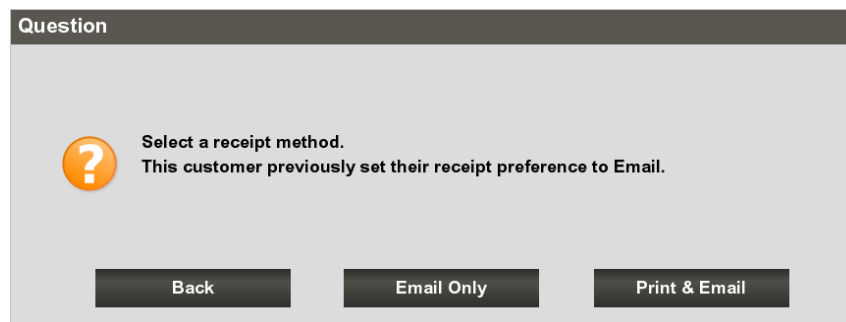 Question
Select a receipt method.
This customer previously set their receipt preference to Email.
Back
Email Only
Print & Email